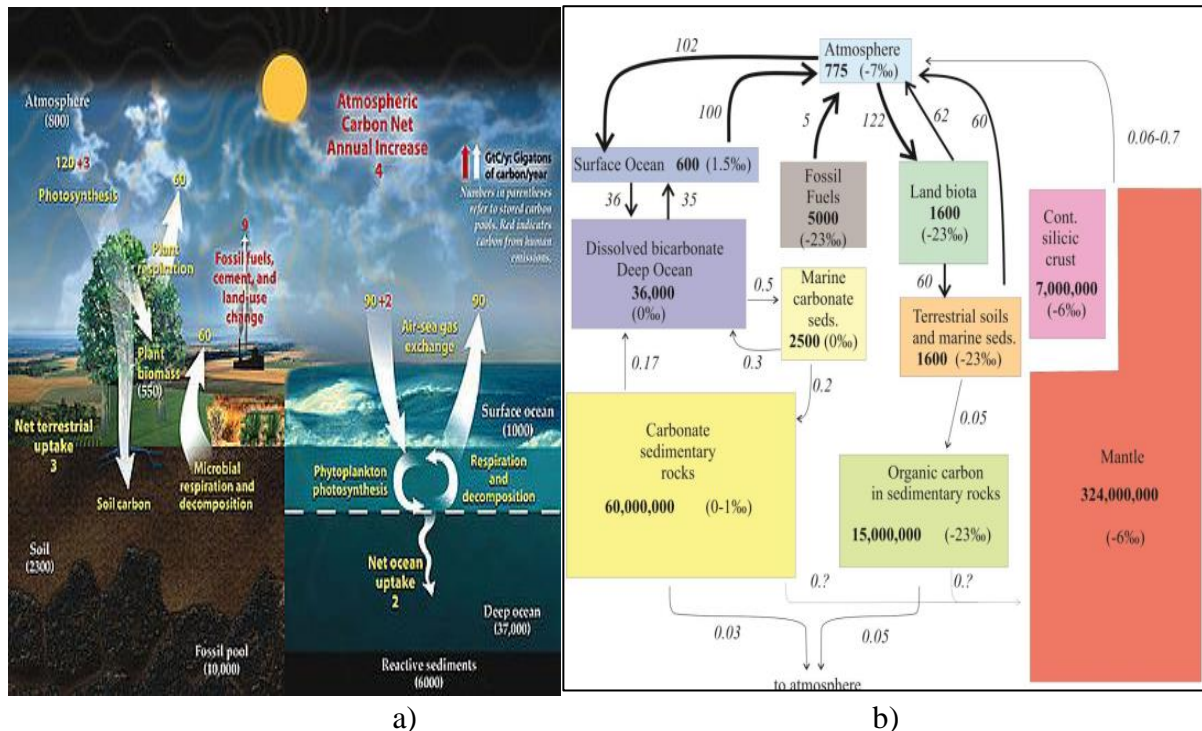 Atmosphere
(800)
120+3
Photosynthesis
60
Plant
respiration
Atmospheric
Carbon Net
Annual Increase
4
GtC/y: Gigatons
of carbon/year
Numbers in parentheses
refer to stored carbon
pools. Red indicates
carbon from human
emissions.
9
Fossil fuels,
cement, and
land-use
change
60
Plant
biomass
(550)
90+2
90
Air-sea gas
exchange
Surface ocean
(1000)
Net terrestrial
uptake
3
Soil carbon
Microbial
respiration and
decomposition
Phytoplankton
photosynthesis
Respiration
and
decomposition
Soil
(2300)
Net ocean
uptake
2
Deep ocean
(37,000)
Fossil pool
(10,000)
Reactive sediments
(6000)
a)
102
Atmosphere
775 (-7‰)
100
5
122
62
60
0.06-0.7
Surface Ocean 600 (1.5‰)
36
35
Fossil
Fuels
5000
(-23‰)
Land biota
1600
(-23‰)
Cont.
silicic
crust
7,000,000
(-6‰)
Dissolved bicarbonate
Deep Ocean
36,000
(0‰)
0.5
Marine
carbonate
seds.
2500 (0‰)
60
Terrestrial soils
and marine seds.
1600 (-23‰)
0.17
0.3
0.2
0.05
Carbonate
sedimentary
rocks
60,000,000 (0-1‰)
Organic carbon
in sedimentary rocks
15,000,000 (-23‰)
Mantle
324,000,000
(-6‰)
0.?
0.?
0.03
0.05
to atmosphere
b)